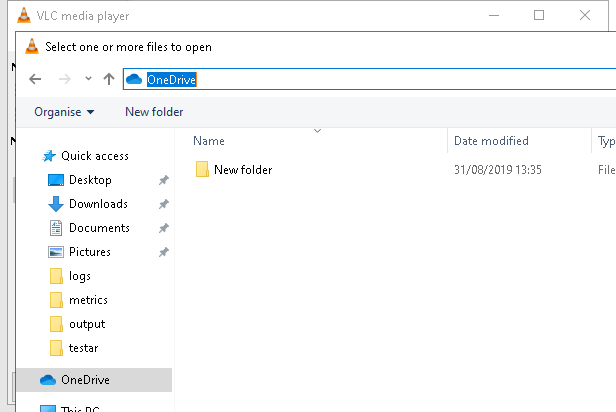 VLC media player
Select one or more files to open
OneDrive
Organise New folder
Name Date modified Typ
Quick access
New folder 31/08/2019 13:35 File
Desktop
Downloads
Documents
Pictures
logs
metrics
output
testar
OneDrive
This PC